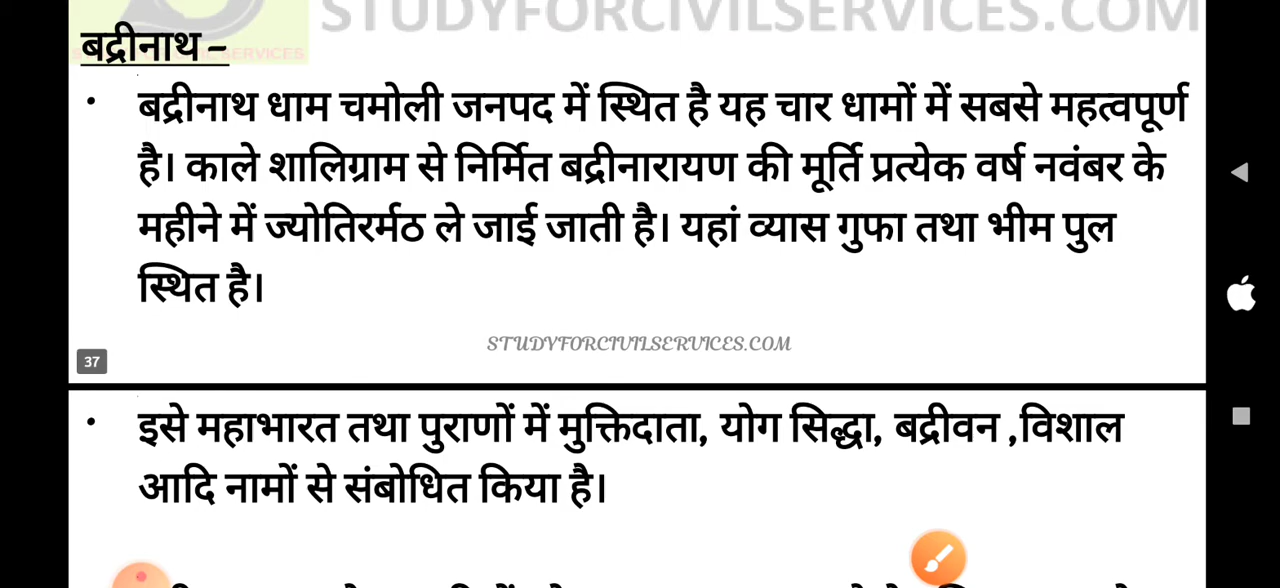 STUDYFORCIVILSERVICES.COM
बद्रीनाथ –
• बद्रीनाथ धाम चमोली जनपद में स्थित है यह चार धामों में सबसे महत्वपूर्ण
है। काले शालिग्राम से निर्मित बद्रीनारायण की मूर्ति प्रत्येक वर्ष नवंबर के
महीने में ज्योतिरर्मठ ले जाई जाती है। यहां व्यास गुफा तथा भीम पुल
स्थित है।
STUDYFORCIVILSERVICES.COM
37
• इसे महाभारत तथा पुराणों में मुक्तिदाता, योग सिद्धा, बद्रीवन ,विशाल
आदि नामों से संबोधित किया है।